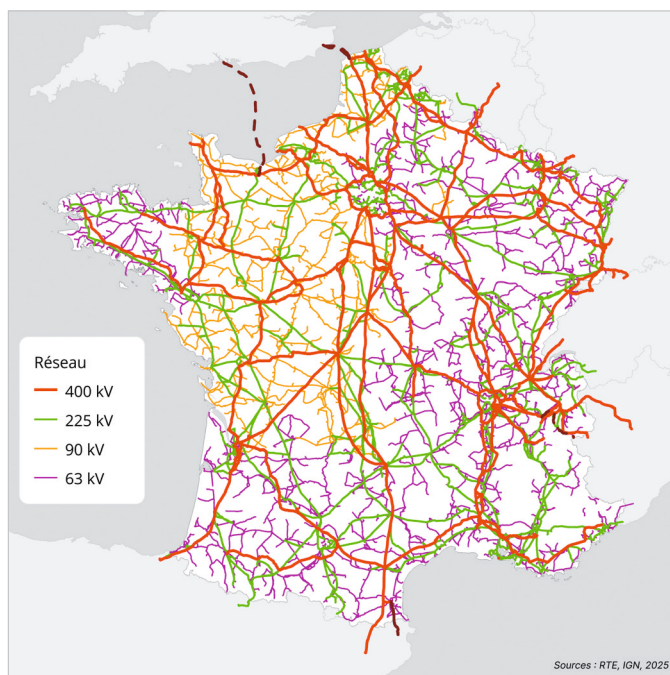 Réseau
400 kV
225 kV
90 kV
63 kV
Sources : RTE, IGN, 2025